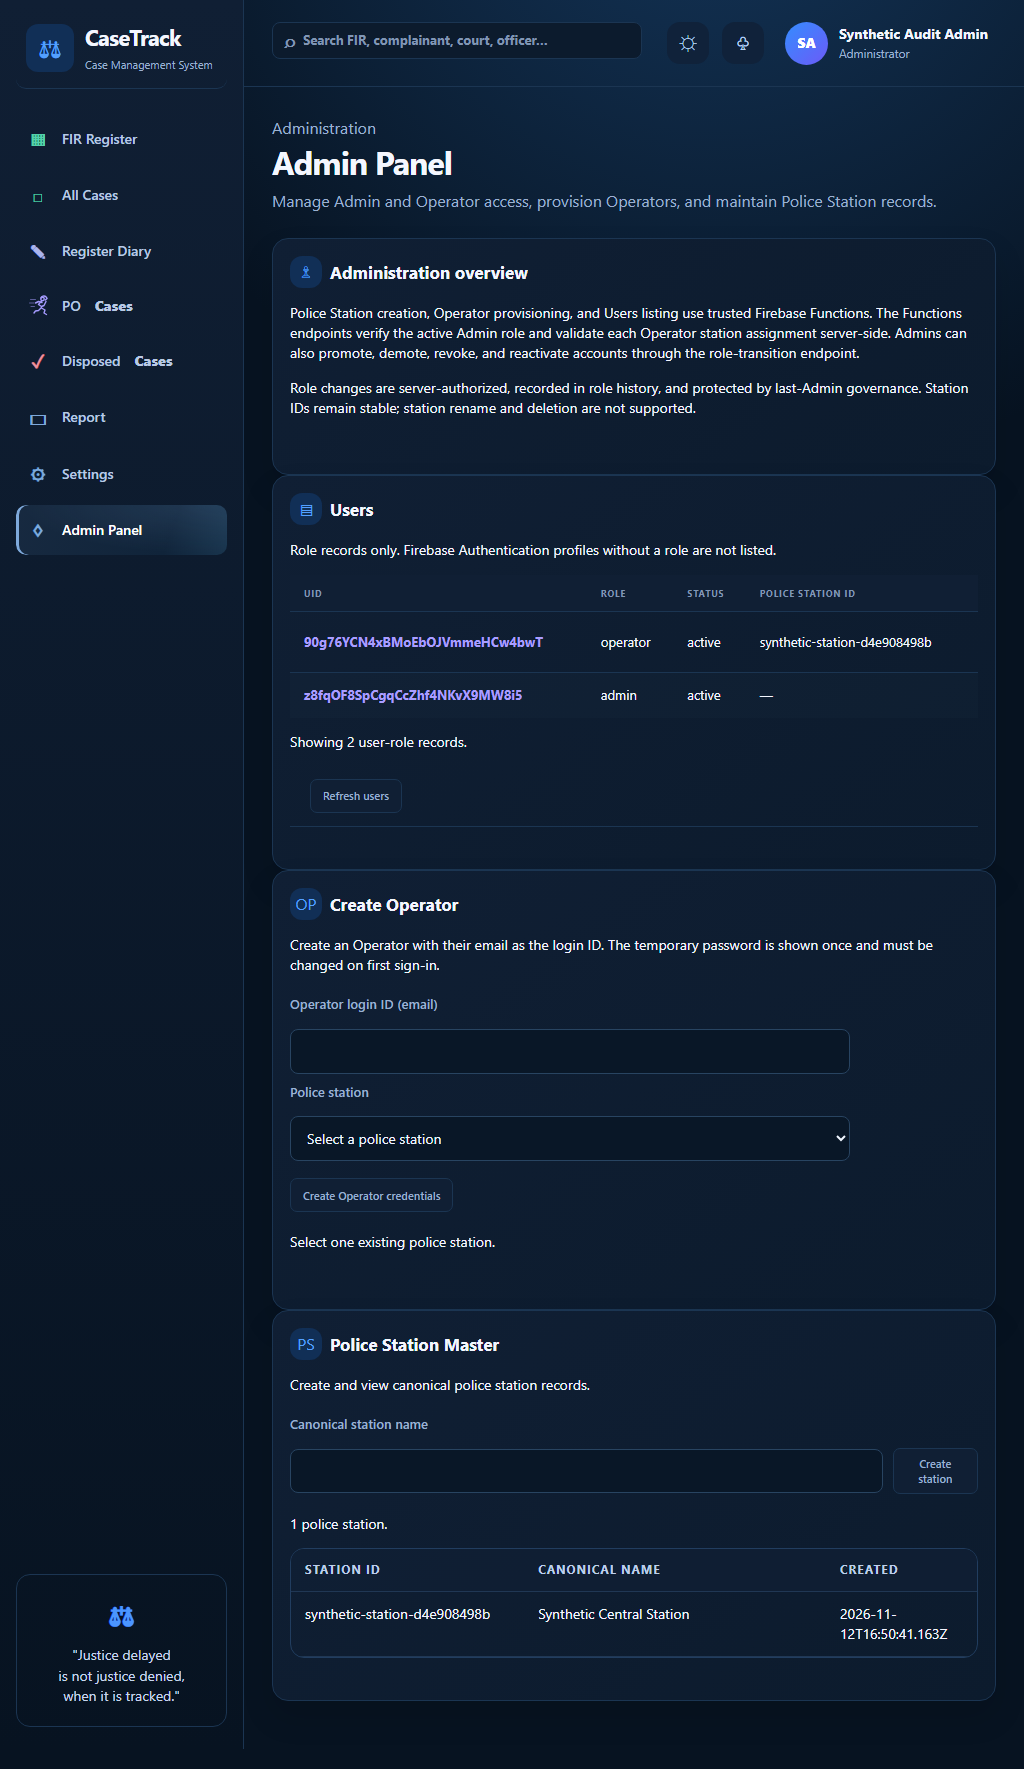 CaseTrack
Case Management System
FIR Register
All Cases
Register Diary
PO Cases
Disposed Cases
Report
Settings
Admin Panel
"Justice delayed
is not justice denied,
when it is tracked."
Search FIR, complainant, court, officer...
SA
Synthetic Audit Admin
Administrator
Administration
Admin Panel
Manage Admin and Operator access, provision Operators, and maintain Police Station records.
Administration overview
Police Station creation, Operator provisioning, and Users listing use trusted Firebase Functions. The Functions
endpoints verify the active Admin role and validate each Operator station assignment server-side. Admins can
also promote, demote, revoke, and reactivate accounts through the role-transition endpoint.
Role changes are server-authorized, recorded in role history, and protected by last-Admin governance. Station
IDs remain stable; station rename and deletion are not supported.
Users
Role records only. Firebase Authentication profiles without a role are not listed.
UID ROLE STATUS POLICE STATION ID
90g76YCN4xBMoEbOJVmmeHCw4bwT operator active synthetic-station-d4e908498b
z8fqOF8SpCgqCcZhf4NKvX9MW8i5 admin active —
Showing 2 user-role records.
Refresh users
OP Create Operator
Create an Operator with their email as the login ID. The temporary password is shown once and must be
changed on first sign-in.
Operator login ID (email)
Police station
Select a police station
Create Operator credentials
Select one existing police station.
PS Police Station Master
Create and view canonical police station records.
Canonical station name
Create
station
1 police station.
STATION ID CANONICAL NAME CREATED
synthetic-station-d4e908498b Synthetic Central Station 2026-11-
12T16:50:41.163Z